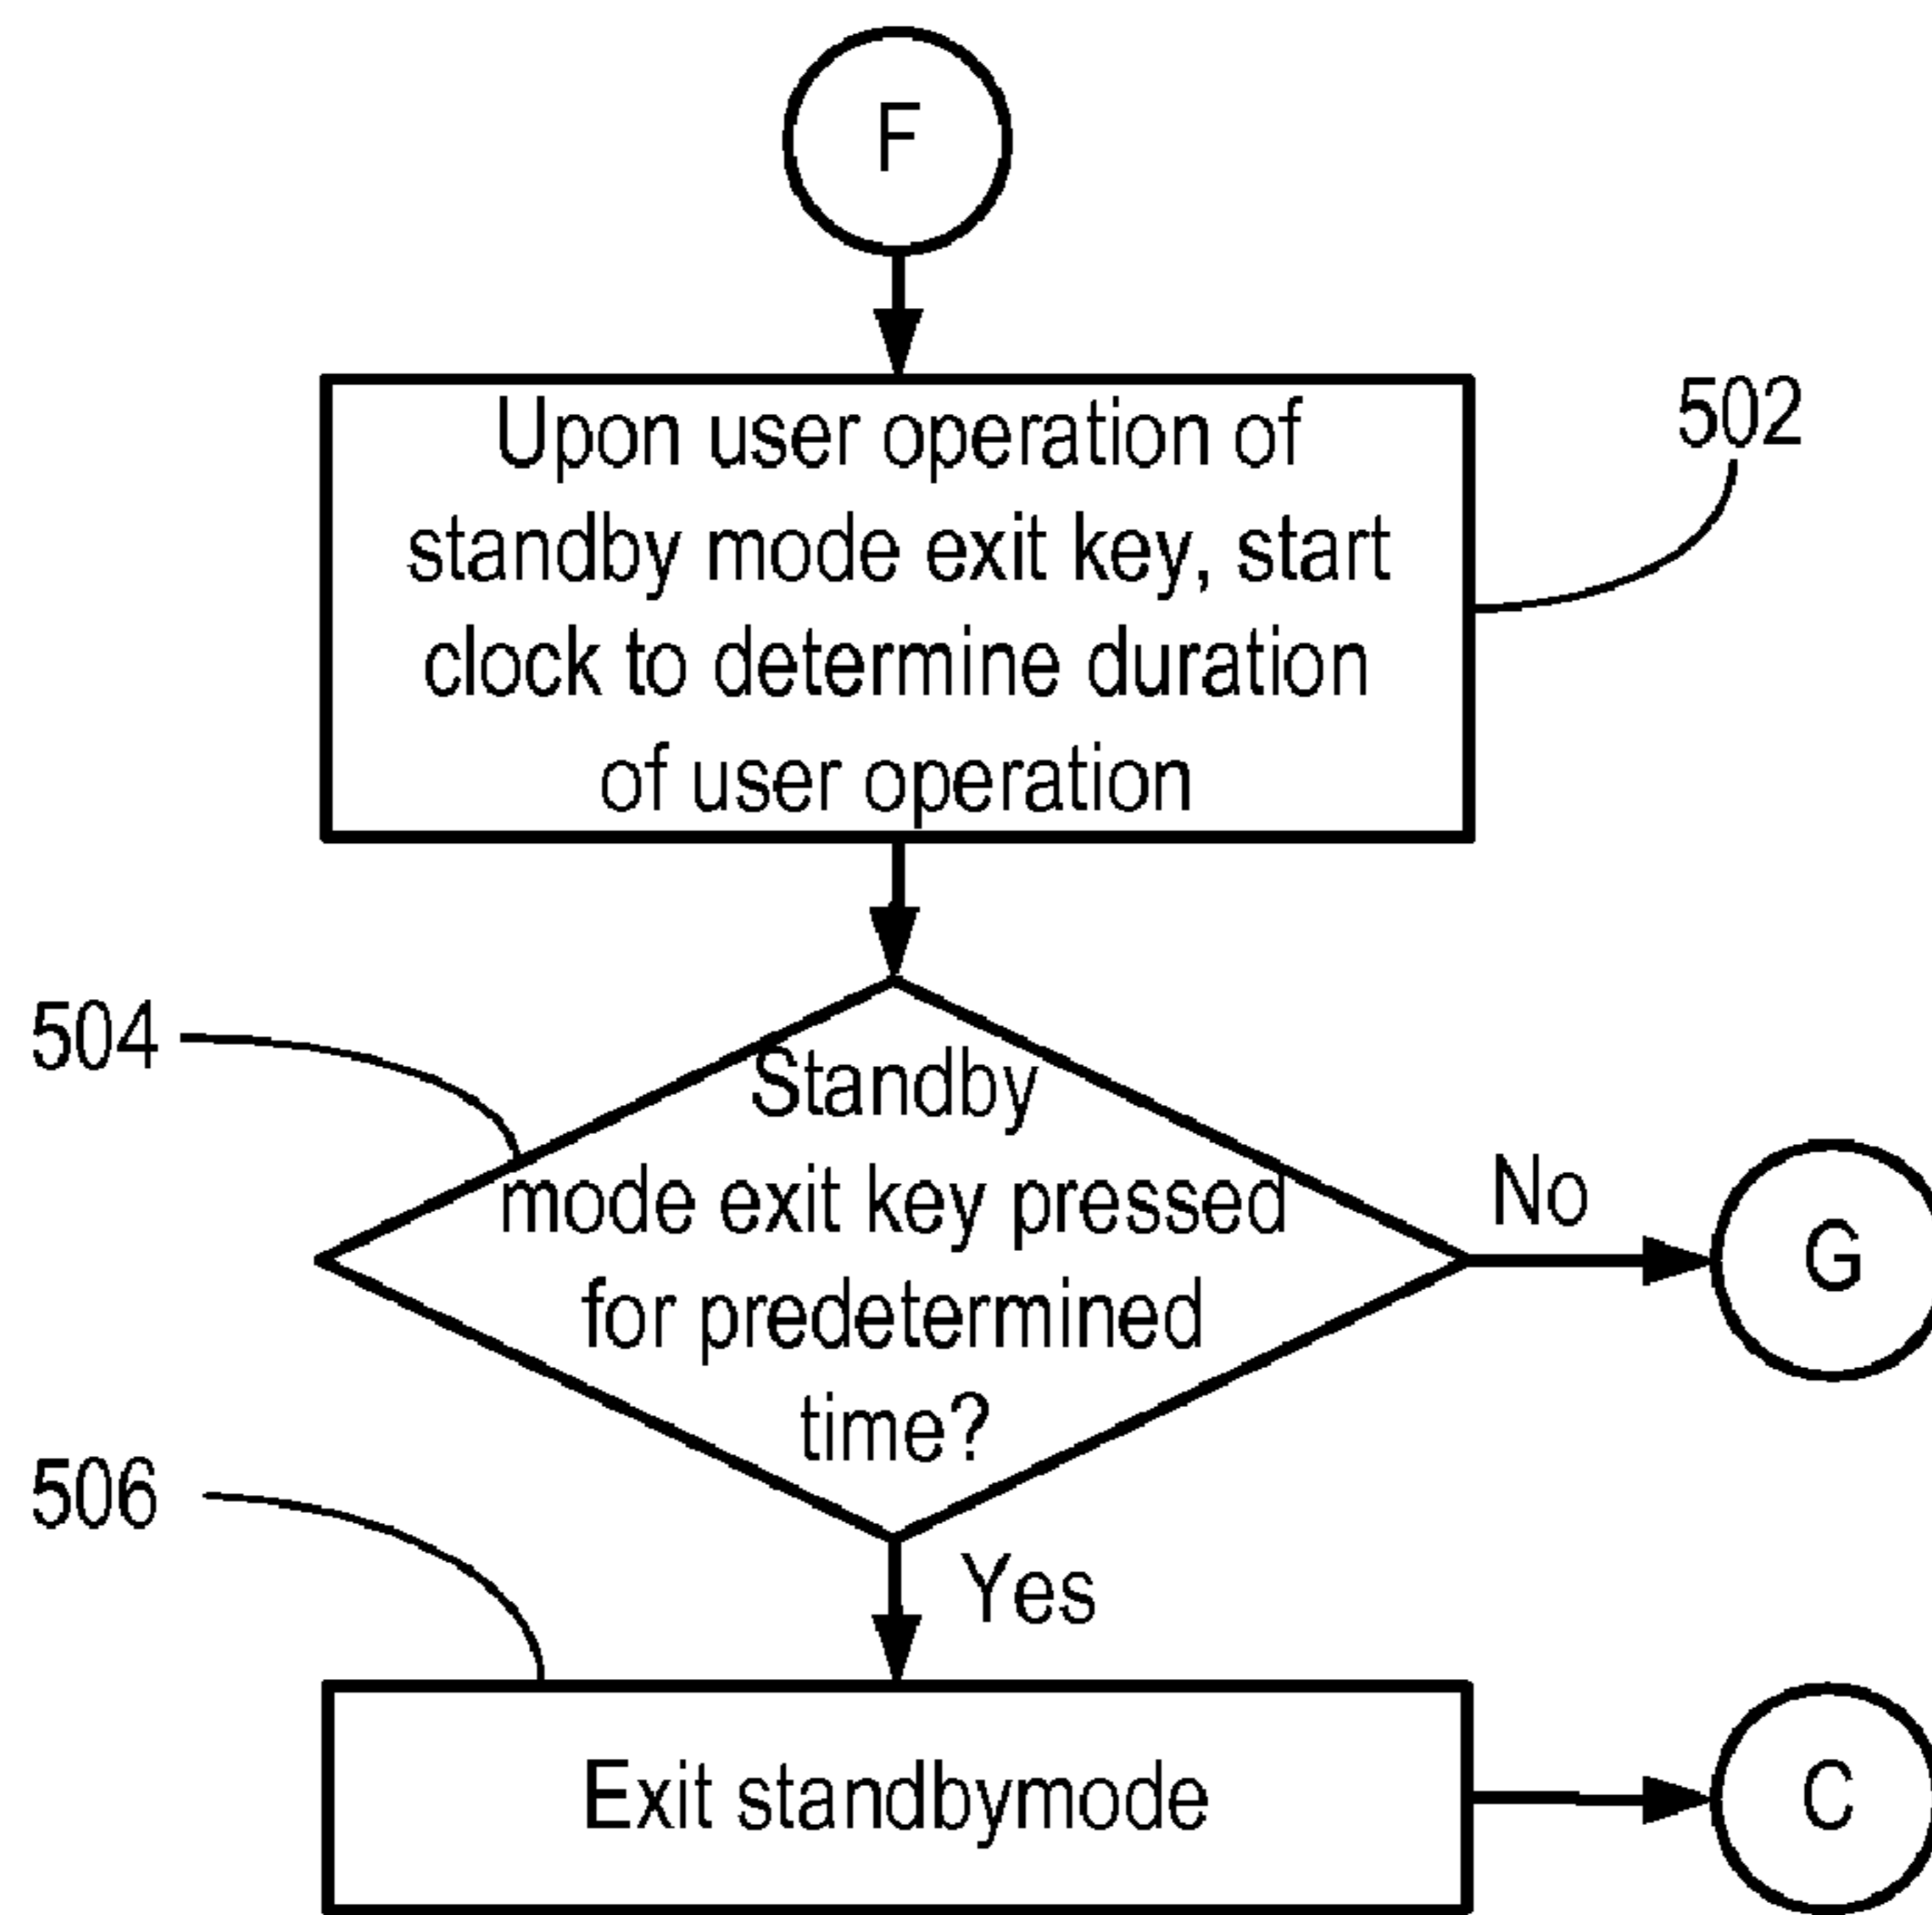 F
Upon user operation of
standby mode exit key, start
clock to determine duration
of user operation
502
504
Standby
mode exit key pressed
for predetermined
time?
No
G
Yes
506
Exit standbymode
C